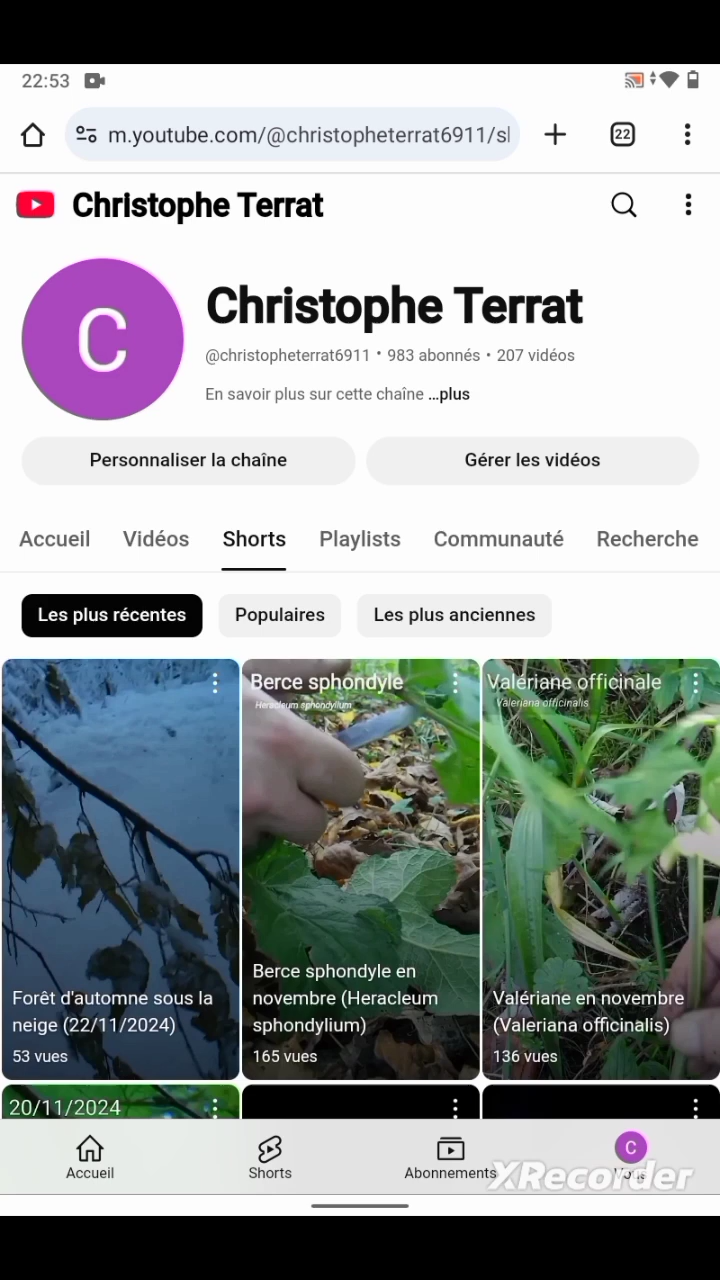 22:53
m.youtube.com/@christopheterrat6911/sl
22
Christophe Terrat
C
Christophe Terrat
@christopheterrat6911 • 983 abonnés • 207 vidéos
En savoir plus sur cette chaîne ...plus
Personnaliser la chaîne
Gérer les vidéos
Accueil Vidéos Shorts Playlists Communauté Recherche
Les plus récentes Populaires Les plus anciennes
Berce sphondyle
Heracleum sphondylium
Valériane officinale
Valeriana officinalis
Forêt d'automne sous la
neige (22/11/2024)
53 vues
Berce sphondyle en
novembre (Heracleum
sphondylium)
165 vues
Valériane en novembre
(Valeriana officinalis)
136 vues
20/11/2024
C
Accueil Shorts Abonnements Vous
XRecorder